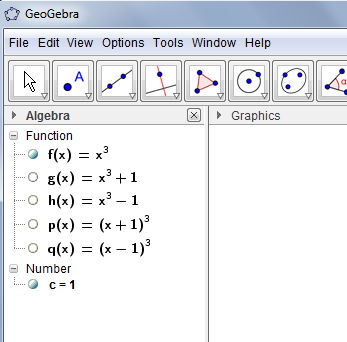 GeoGebra
File Edit View Options Tools Window Help
A
α
Algebra
Graphics
Function
f(x) = x³
g(x) = x³ + 1
h(x) = x³ − 1
p(x) = (x + 1)³
q(x) = (x − 1)³
Number
c = 1